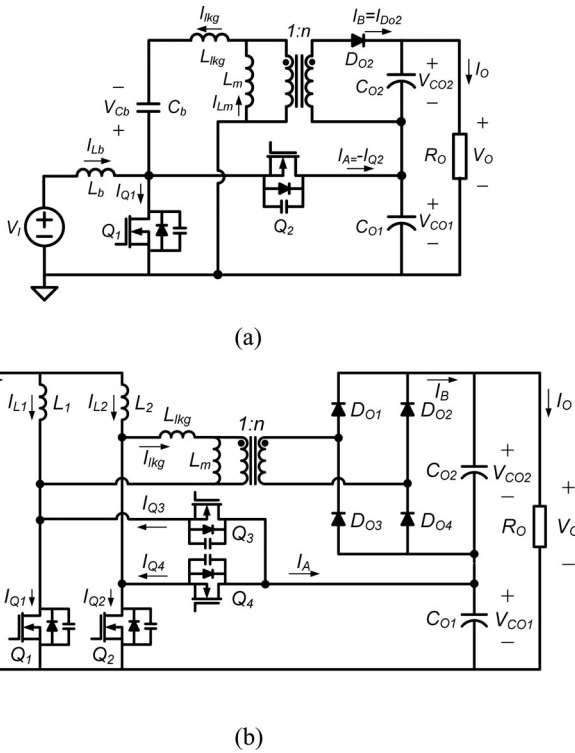 I_lkg
1:n
I_B=I_Do2
L_lkg
D_O2
L_m
C_O2
+
V_CO2
−
I_O
−
V_Cb
+
C_b
I_Lm
I_Lb
L_b
I_Q1
I_A=-I_Q2
R_O
+
V_O
−
+
−
V_I
Q_1
Q_2
C_O1
+
V_CO1
−
(a)
I_L1
L_1
I_L2
L_2
L_lkg
1:n
I_lkg
L_m
D_O1
D_O2
I_B
I_O
C_O2
+
V_CO2
−
I_Q3
Q_3
D_O3
D_O4
R_O
+
−
I_Q4
Q_4
I_A
I_Q1
I_Q2
Q_1
Q_2
C_O1
+
V_CO1
−
(b)